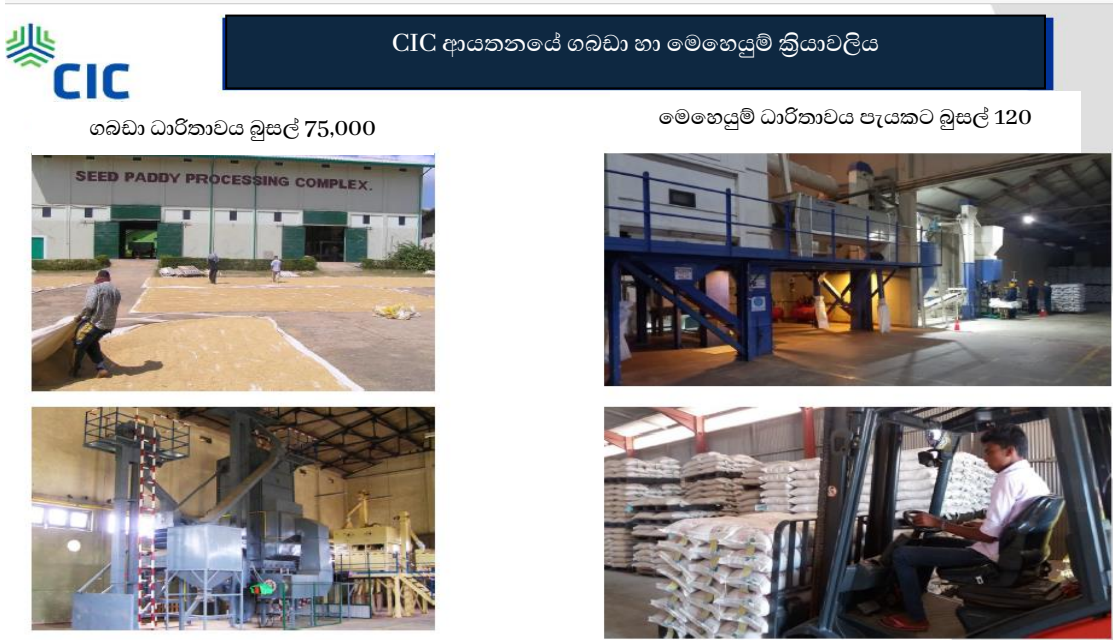 CIC ආයතනයේ ගබඩා හා මෙහෙයුම් ක්‍රියාවලිය
CIC
ගබඩා ධාරිතාවය බුසල් 75,000
මෙහෙයුම් ධාරිතාවය පැයකට බුසල් 120
SEED PADDY PROCESSING COMPLEX.